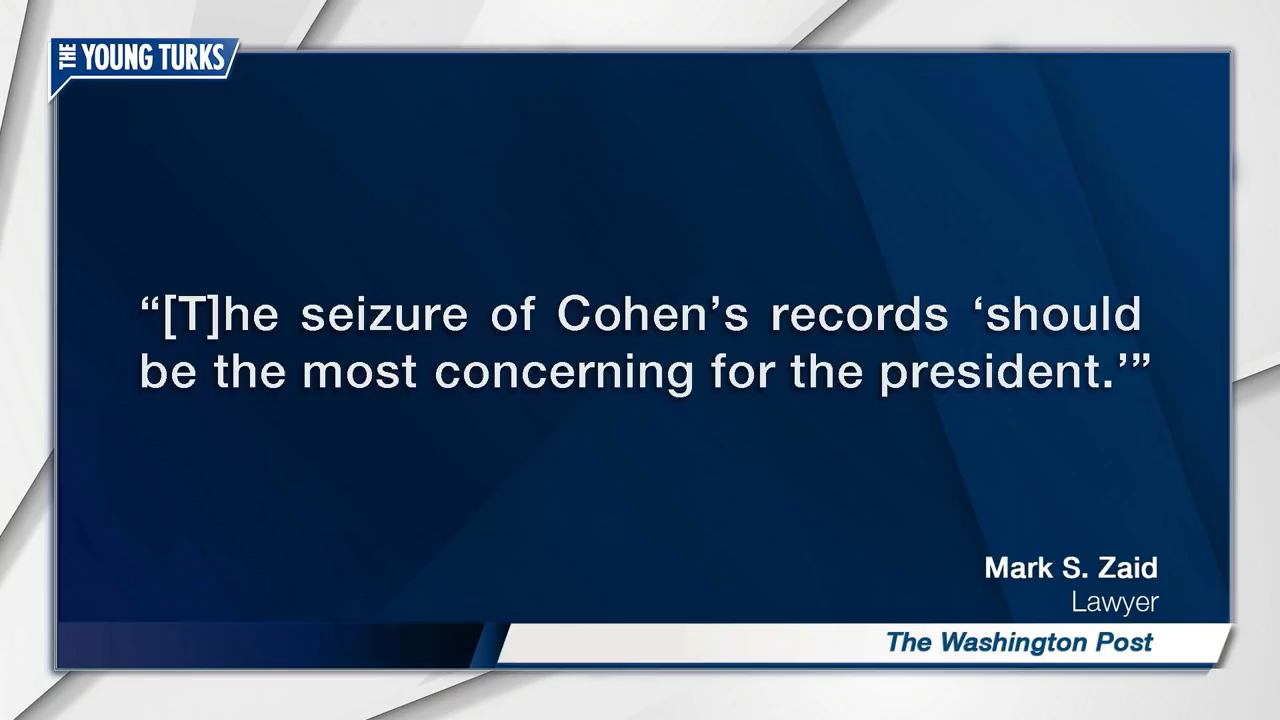 THE YOUNG TURKS
“[T]he seizure of Cohen’s records ‘should
be the most concerning for the president.’”
Mark S. Zaid
Lawyer
The Washington Post